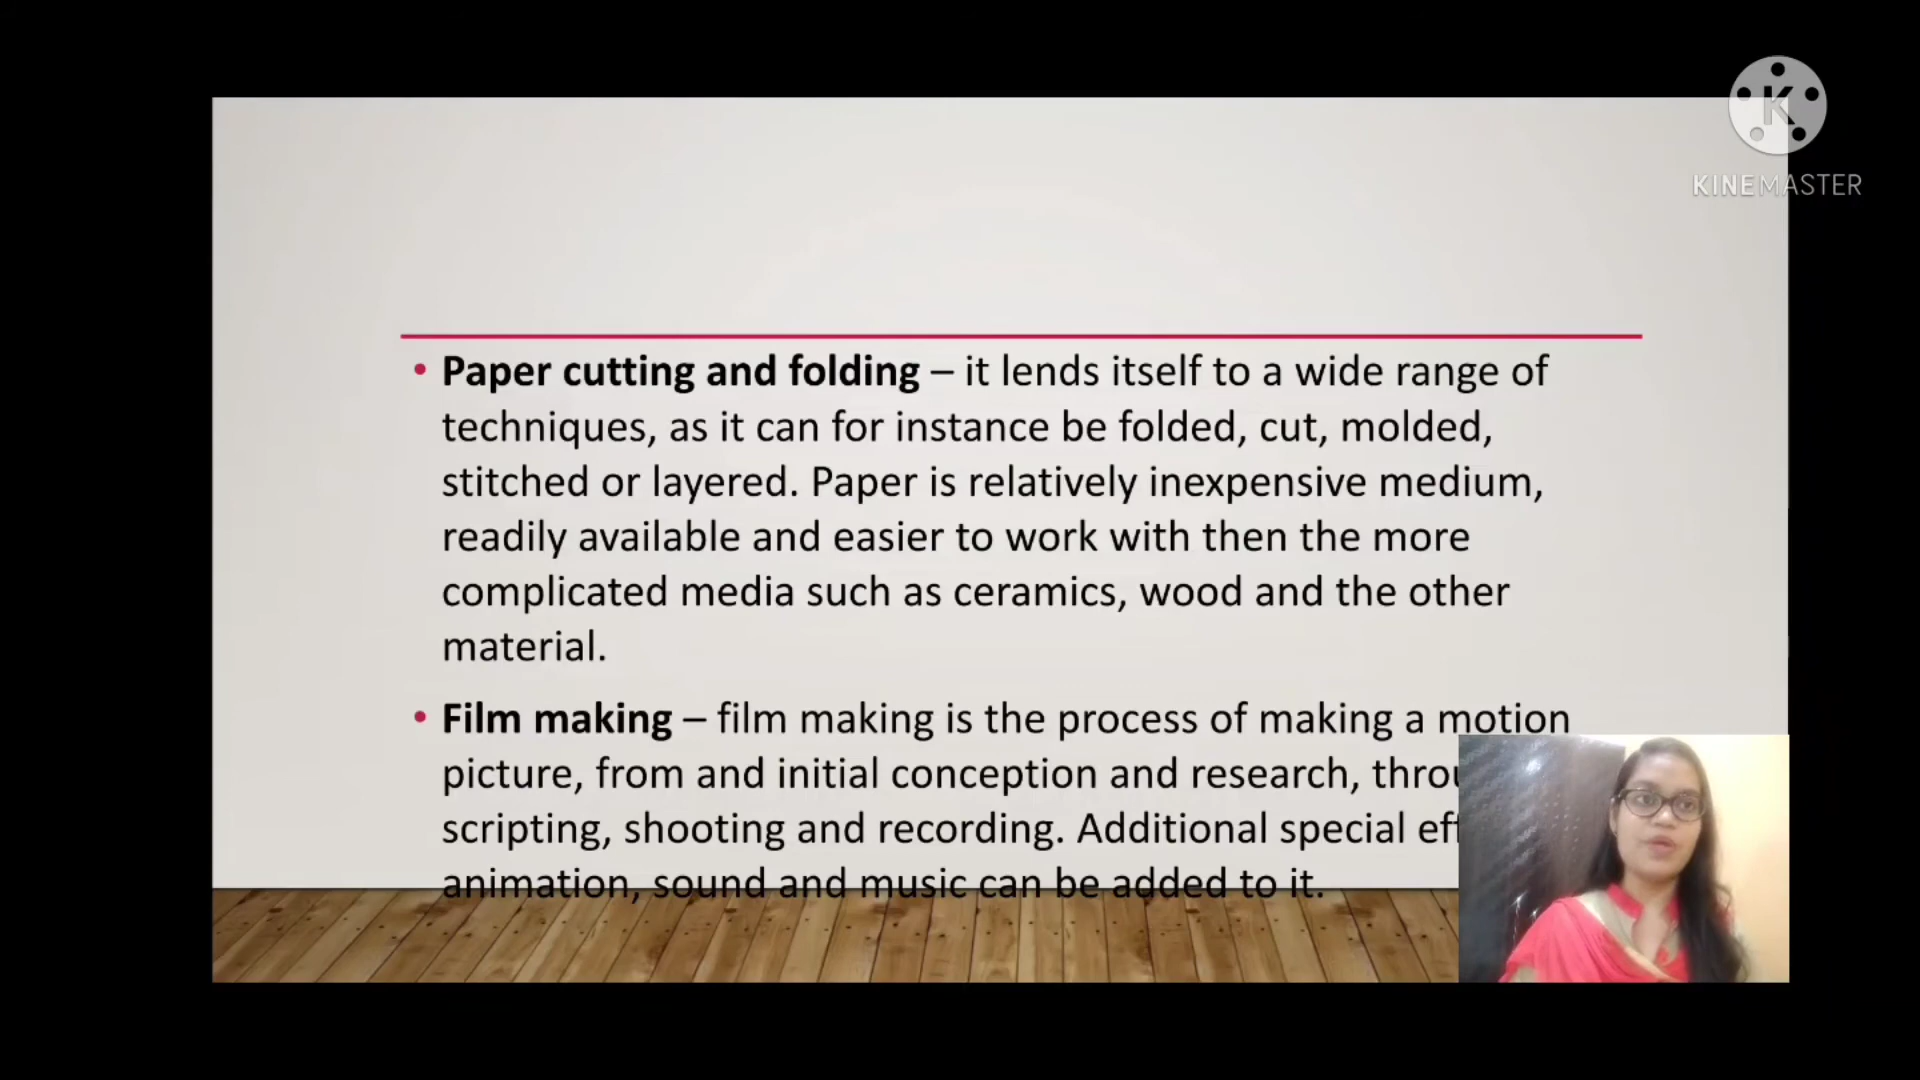 K
KINEMASTER
• Paper cutting and folding – it lends itself to a wide range of
techniques, as it can for instance be folded, cut, molded,
stitched or layered. Paper is relatively inexpensive medium,
readily available and easier to work with then the more
complicated media such as ceramics, wood and the other
material.
• Film making – film making is the process of making a motion
picture, from and initial conception and research,
scripting, shooting and recording. Additional special
animation, sound and music can be added to it.